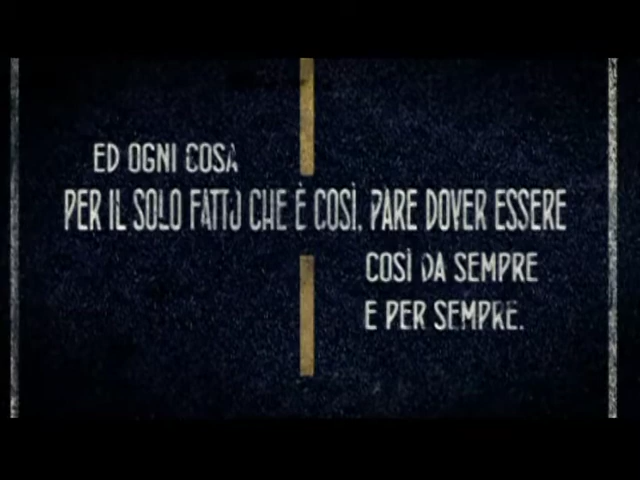 ED OGNI COSA
PER IL SOLO FATTO CHE È COSÌ, PARE DOVER ESSERE
COSÌ DA SEMPRE
E PER SEMPRE.